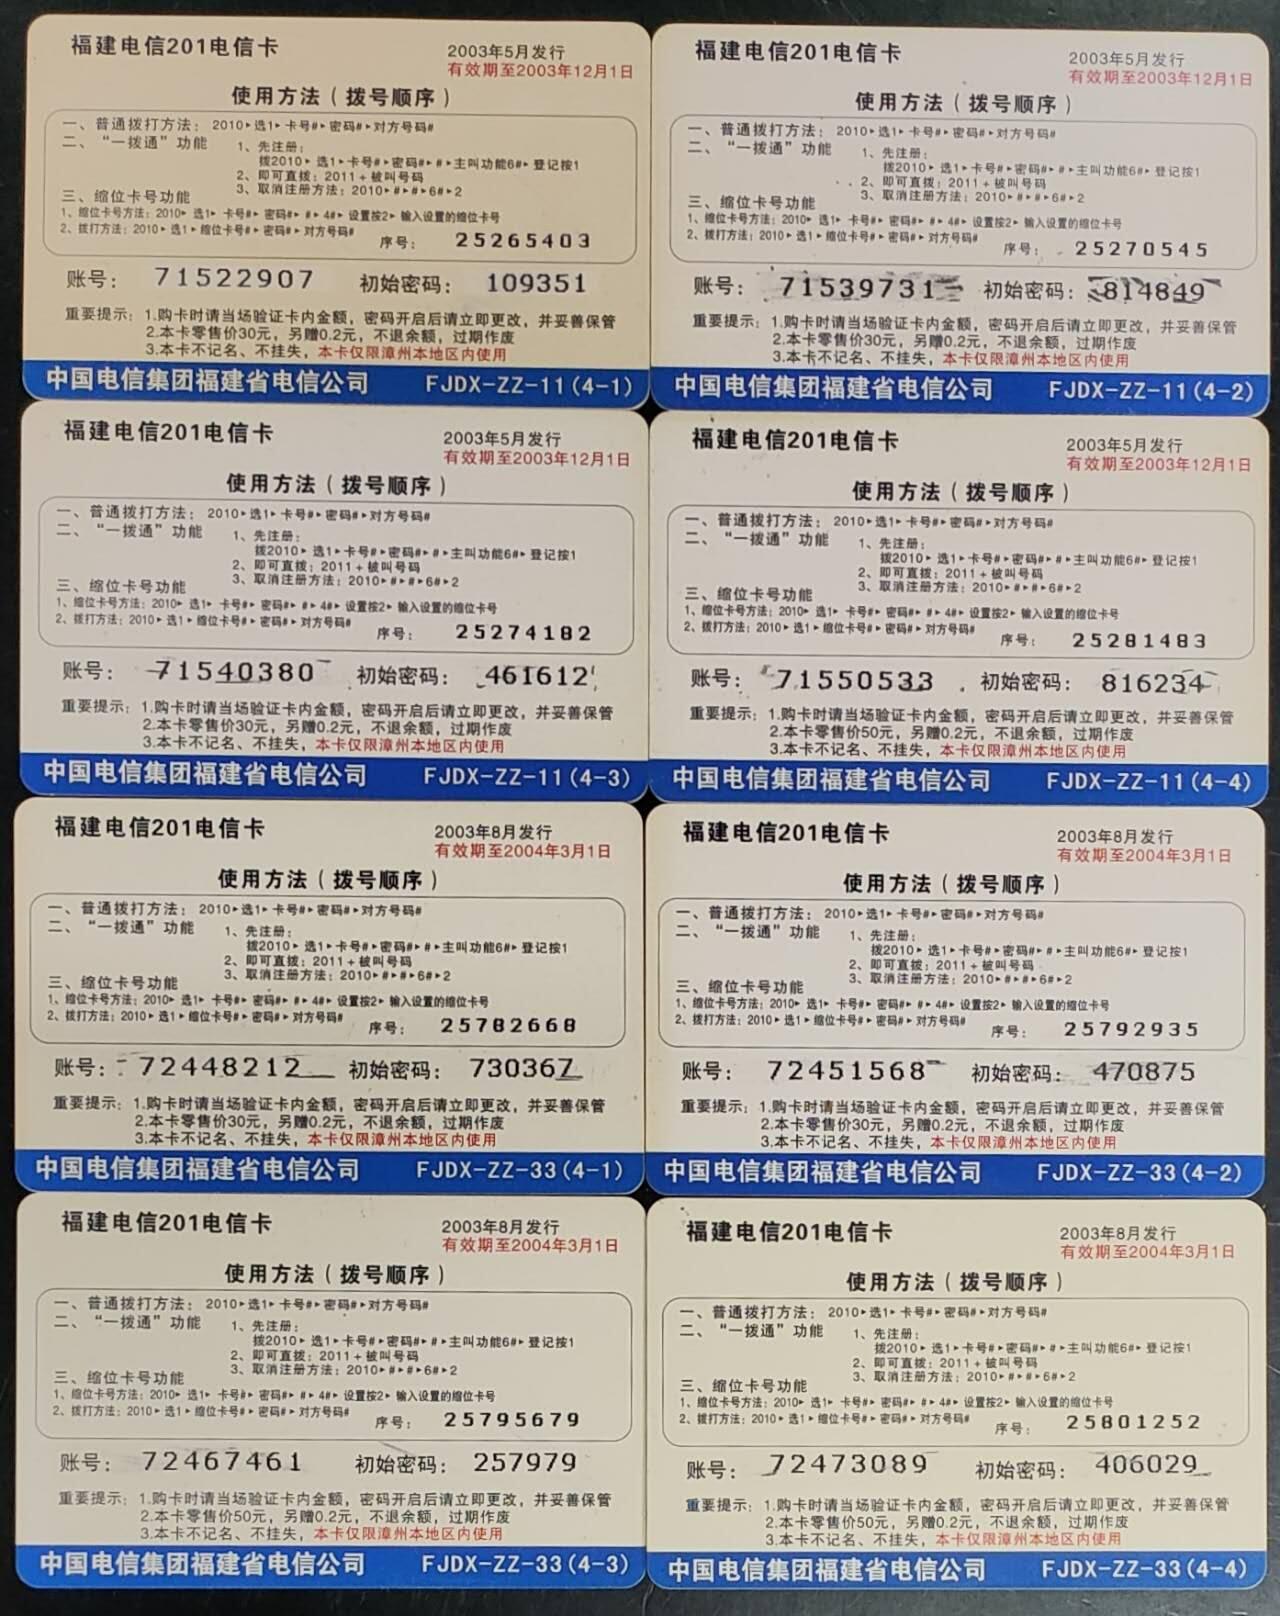 福建电信201电信卡
2003年5月发行
有效期至2003年12月1日
使用方法（拨号顺序）
一、普通拨打方法：2010▸选1▸卡号#▸密码#▸对方号码#
二、“一拨通”功能
1、先注册：
拨2010▸选1▸卡号#▸密码#▸#▸主叫功能6#▸登记按1
2、即可直拨：2011+被叫号码
3、取消注册方法：2010▸#▸#▸6#▸2
三、缩位卡号功能
1、缩位卡号方法：2010▸选1▸卡号#▸密码#▸#▸4#▸设置按2▸输入设置的缩位卡号
2、拨打方法：2010▸选1▸缩位卡号#▸密码#▸对方号码#
序号：25265403
账号：71522907 初始密码：109351
重要提示：1.购卡时请当场验证卡内金额，密码开启后请立即更改，并妥善保管
2.本卡零售价30元，另赠0.2元，不退余额，过期作废
3.本卡不记名、不挂失，本卡仅限漳州本地区内使用
中国电信集团福建省电信公司 FJDX-ZZ-11(4-1)
福建电信201电信卡
2003年5月发行
有效期至2003年12月1日
使用方法（拨号顺序）
一、普通拨打方法：2010▸选1▸卡号#▸密码#▸对方号码#
二、“一拨通”功能
1、先注册：
拨2010▸选1▸卡号#▸密码#▸#▸主叫功能6#▸登记按1
2、即可直拨：2011+被叫号码
3、取消注册方法：2010▸#▸#▸6#▸2
三、缩位卡号功能
1、缩位卡号方法：2010▸选1▸卡号#▸密码#▸#▸4#▸设置按2▸输入设置的缩位卡号
2、拨打方法：2010▸选1▸缩位卡号#▸密码#▸对方号码#
序号：25270545
账号：71539731 初始密码：814849
重要提示：1.购卡时请当场验证卡内金额，密码开启后请立即更改，并妥善保管
2.本卡零售价30元，另赠0.2元，不退余额，过期作废
3.本卡不记名、不挂失，本卡仅限漳州本地区内使用
中国电信集团福建省电信公司 FJDX-ZZ-11(4-2)
福建电信201电信卡
2003年5月发行
有效期至2003年12月1日
使用方法（拨号顺序）
一、普通拨打方法：2010▸选1▸卡号#▸密码#▸对方号码#
二、“一拨通”功能
1、先注册：
拨2010▸选1▸卡号#▸密码#▸#▸主叫功能6#▸登记按1
2、即可直拨：2011+被叫号码
3、取消注册方法：2010▸#▸#▸6#▸2
三、缩位卡号功能
1、缩位卡号方法：2010▸选1▸卡号#▸密码#▸#▸4#▸设置按2▸输入设置的缩位卡号
2、拨打方法：2010▸选1▸缩位卡号#▸密码#▸对方号码#
序号：25274182
账号：71540380 初始密码：461612
重要提示：1.购卡时请当场验证卡内金额，密码开启后请立即更改，并妥善保管
2.本卡零售价30元，另赠0.2元，不退余额，过期作废
3.本卡不记名、不挂失，本卡仅限漳州本地区内使用
中国电信集团福建省电信公司 FJDX-ZZ-11(4-3)
福建电信201电信卡
2003年5月发行
有效期至2003年12月1日
使用方法（拨号顺序）
一、普通拨打方法：2010▸选1▸卡号#▸密码#▸对方号码#
二、“一拨通”功能
1、先注册：
拨2010▸选1▸卡号#▸密码#▸#▸主叫功能6#▸登记按1
2、即可直拨：2011+被叫号码
3、取消注册方法：2010▸#▸#▸6#▸2
三、缩位卡号功能
1、缩位卡号方法：2010▸选1▸卡号#▸密码#▸#▸4#▸设置按2▸输入设置的缩位卡号
2、拨打方法：2010▸选1▸缩位卡号#▸密码#▸对方号码#
序号：25281483
账号：71550533 初始密码：816234
重要提示：1.购卡时请当场验证卡内金额，密码开启后请立即更改，并妥善保管
2.本卡零售价50元，另赠0.2元，不退余额，过期作废
3.本卡不记名、不挂失，本卡仅限漳州本地区内使用
中国电信集团福建省电信公司 FJDX-ZZ-11(4-4)
福建电信201电信卡
2003年8月发行
有效期至2004年3月1日
使用方法（拨号顺序）
一、普通拨打方法：2010▸选1▸卡号#▸密码#▸对方号码#
二、“一拨通”功能
1、先注册：
拨2010▸选1▸卡号#▸密码#▸#▸主叫功能6#▸登记按1
2、即可直拨：2011+被叫号码
3、取消注册方法：2010▸#▸#▸6#▸2
三、缩位卡号功能
1、缩位卡号方法：2010▸选1▸卡号#▸密码#▸#▸4#▸设置按2▸输入设置的缩位卡号
2、拨打方法：2010▸选1▸缩位卡号#▸密码#▸对方号码#
序号：25782668
账号：72448212 初始密码：730367
重要提示：1.购卡时请当场验证卡内金额，密码开启后请立即更改，并妥善保管
2.本卡零售价30元，另赠0.2元，不退余额，过期作废
3.本卡不记名、不挂失，本卡仅限漳州本地区内使用
中国电信集团福建省电信公司 FJDX-ZZ-33(4-1)
福建电信201电信卡
2003年8月发行
有效期至2004年3月1日
使用方法（拨号顺序）
一、普通拨打方法：2010▸选1▸卡号#▸密码#▸对方号码#
二、“一拨通”功能
1、先注册：
拨2010▸选1▸卡号#▸密码#▸#▸主叫功能6#▸登记按1
2、即可直拨：2011+被叫号码
3、取消注册方法：2010▸#▸#▸6#▸2
三、缩位卡号功能
1、缩位卡号方法：2010▸选1▸卡号#▸密码#▸#▸4#▸设置按2▸输入设置的缩位卡号
2、拨打方法：2010▸选1▸缩位卡号#▸密码#▸对方号码#
序号：25792935
账号：72451568 初始密码：470875
重要提示：1.购卡时请当场验证卡内金额，密码开启后请立即更改，并妥善保管
2.本卡零售价30元，另赠0.2元，不退余额，过期作废
3.本卡不记名、不挂失，本卡仅限漳州本地区内使用
中国电信集团福建省电信公司 FJDX-ZZ-33(4-2)
福建电信201电信卡
2003年8月发行
有效期至2004年3月1日
使用方法（拨号顺序）
一、普通拨打方法：2010▸选1▸卡号#▸密码#▸对方号码#
二、“一拨通”功能
1、先注册：
拨2010▸选1▸卡号#▸密码#▸#▸主叫功能6#▸登记按1
2、即可直拨：2011+被叫号码
3、取消注册方法：2010▸#▸#▸6#▸2
三、缩位卡号功能
1、缩位卡号方法：2010▸选1▸卡号#▸密码#▸#▸4#▸设置按2▸输入设置的缩位卡号
2、拨打方法：2010▸选1▸缩位卡号#▸密码#▸对方号码#
序号：25795679
账号：72467461 初始密码：257979
重要提示：1.购卡时请当场验证卡内金额，密码开启后请立即更改，并妥善保管
2.本卡零售价50元，另赠0.2元，不退余额，过期作废
3.本卡不记名、不挂失，本卡仅限漳州本地区内使用
中国电信集团福建省电信公司 FJDX-ZZ-33(4-3)
福建电信201电信卡
2003年8月发行
有效期至2004年3月1日
使用方法（拨号顺序）
一、普通拨打方法：2010▸选1▸卡号#▸密码#▸对方号码#
二、“一拨通”功能
1、先注册：
拨2010▸选1▸卡号#▸密码#▸#▸主叫功能6#▸登记按1
2、即可直拨：2011+被叫号码
3、取消注册方法：2010▸#▸#▸6#▸2
三、缩位卡号功能
1、缩位卡号方法：2010▸选1▸卡号#▸密码#▸#▸4#▸设置按2▸输入设置的缩位卡号
2、拨打方法：2010▸选1▸缩位卡号#▸密码#▸对方号码#
序号：25801252
账号：72473089 初始密码：406029
重要提示：1.购卡时请当场验证卡内金额，密码开启后请立即更改，并妥善保管
2.本卡零售价50元，另赠0.2元，不退余额，过期作废
3.本卡不记名、不挂失，本卡仅限漳州本地区内使用
中国电信集团福建省电信公司 FJDX-ZZ-33(4-4)